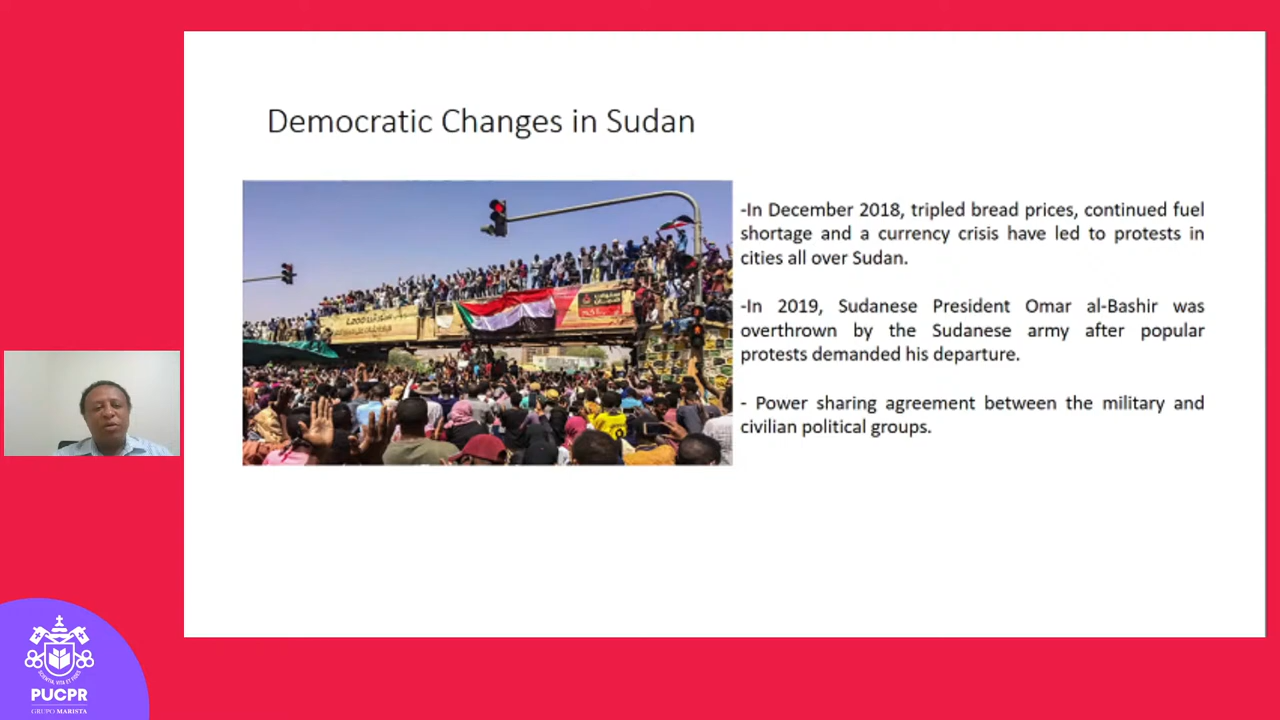 Democratic Changes in Sudan
-In December 2018, tripled bread prices, continued fuel
shortage and a currency crisis have led to protests in
cities all over Sudan.
-In 2019, Sudanese President Omar al-Bashir was
overthrown by the Sudanese army after popular
protests demanded his departure.
- Power sharing agreement between the military and
civilian political groups.
PUCPR
GRUPO MARISTA